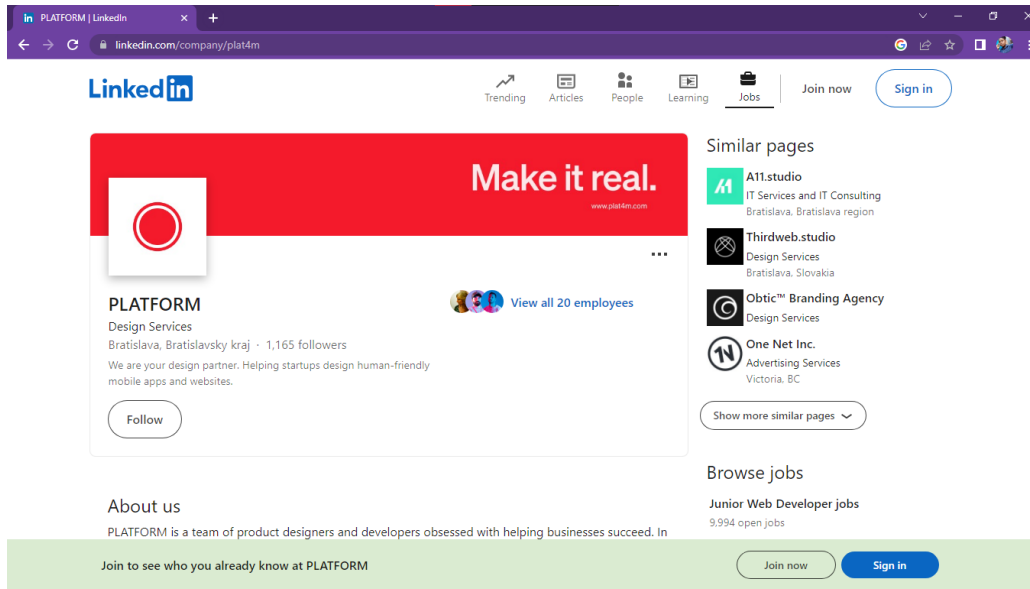 PLATFORM | LinkedIn
linkedin.com/company/plat4m
Linked in
Trending
Articles
People
Learning
Jobs
Join now
Sign in
Make it real.
www.plat4m.com
PLATFORM
Design Services
Bratislava, Bratislavsky kraj · 1,165 followers
We are your design partner. Helping startups design human-friendly
mobile apps and websites.
Follow
View all 20 employees
About us
PLATFORM is a team of product designers and developers obsessed with helping businesses succeed. In
Similar pages
A11.studio
IT Services and IT Consulting
Bratislava, Bratislava region
Thirdweb.studio
Design Services
Bratislava, Slovakia
Obtic™ Branding Agency
Design Services
One Net Inc.
Advertising Services
Victoria, BC
Show more similar pages
Browse jobs
Junior Web Developer jobs
9,994 open jobs
Join to see who you already know at PLATFORM
Join now
Sign in